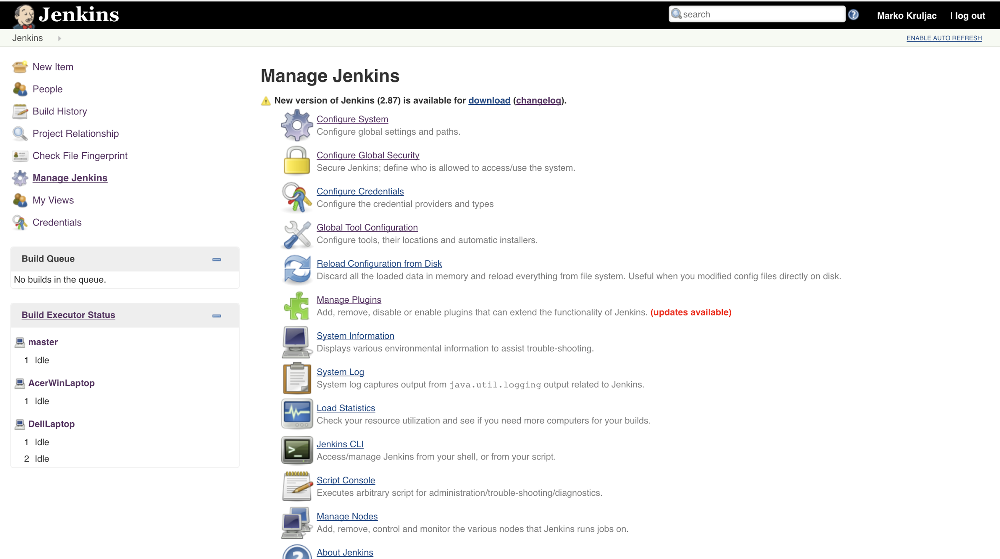 Jenkins
search
Marko Kruljac
| log out
Jenkins
ENABLE AUTO REFRESH
New Item
People
Build History
Project Relationship
Check File Fingerprint
Manage Jenkins
My Views
Credentials
Build Queue
No builds in the queue.
Build Executor Status
master
1 Idle
AcerWinLaptop
1 Idle
DellLaptop
1 Idle
2 Idle
Manage Jenkins
New version of Jenkins (2.87) is available for download (changelog).
Configure System
Configure global settings and paths.
Configure Global Security
Secure Jenkins; define who is allowed to access/use the system.
Configure Credentials
Configure the credential providers and types
Global Tool Configuration
Configure tools, their locations and automatic installers.
Reload Configuration from Disk
Discard all the loaded data in memory and reload everything from file system. Useful when you modified config files directly on disk.
Manage Plugins
Add, remove, disable or enable plugins that can extend the functionality of Jenkins. (updates available)
System Information
Displays various environmental information to assist trouble-shooting.
System Log
System log captures output from java.util.logging output related to Jenkins.
Load Statistics
Check your resource utilization and see if you need more computers for your builds.
Jenkins CLI
Access/manage Jenkins from your shell, or from your script.
Script Console
Executes arbitrary script for administration/trouble-shooting/diagnostics.
Manage Nodes
Add, remove, control and monitor the various nodes that Jenkins runs jobs on.
About Jenkins